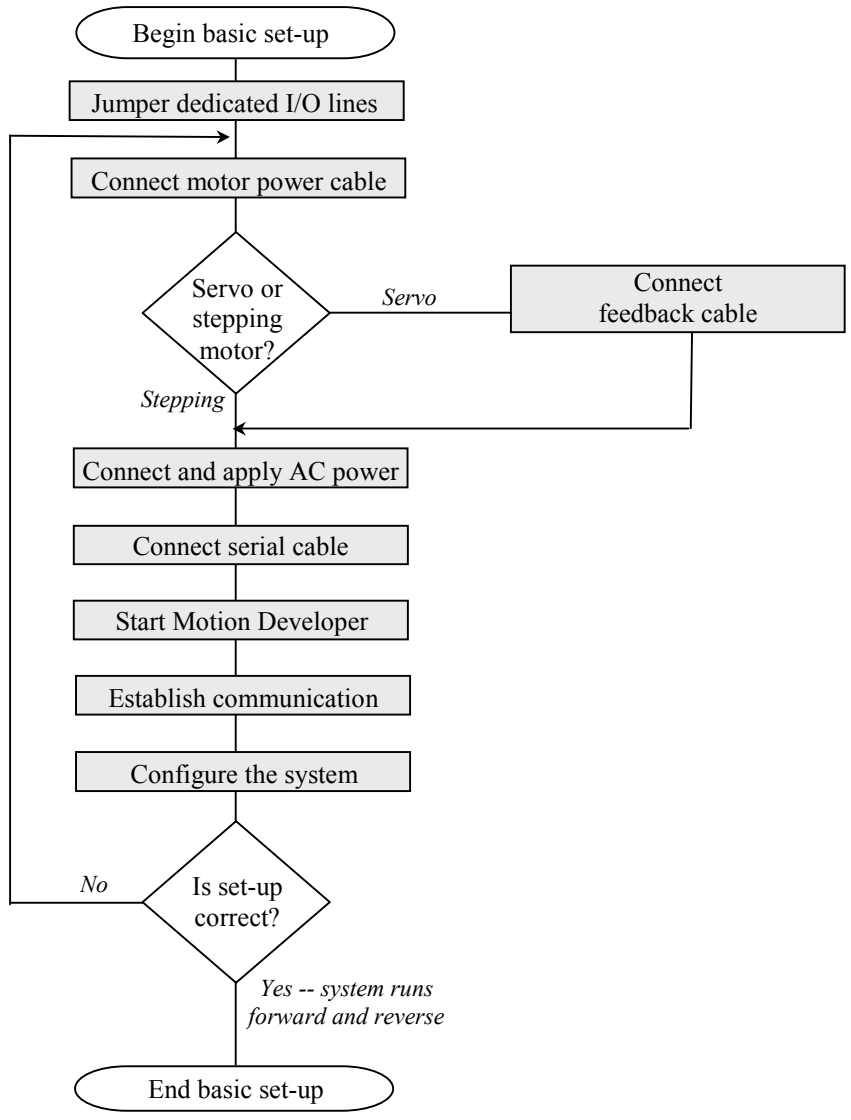 Begin basic set-up
Jumper dedicated I/O lines
Connect motor power cable
Servo or
stepping
motor?
Servo
Connect
feedback cable
Stepping
Connect and apply AC power
Connect serial cable
Start Motion Developer
Establish communication
Configure the system
Is set-up
correct?
No
Yes -- system runs
forward and reverse
End basic set-up